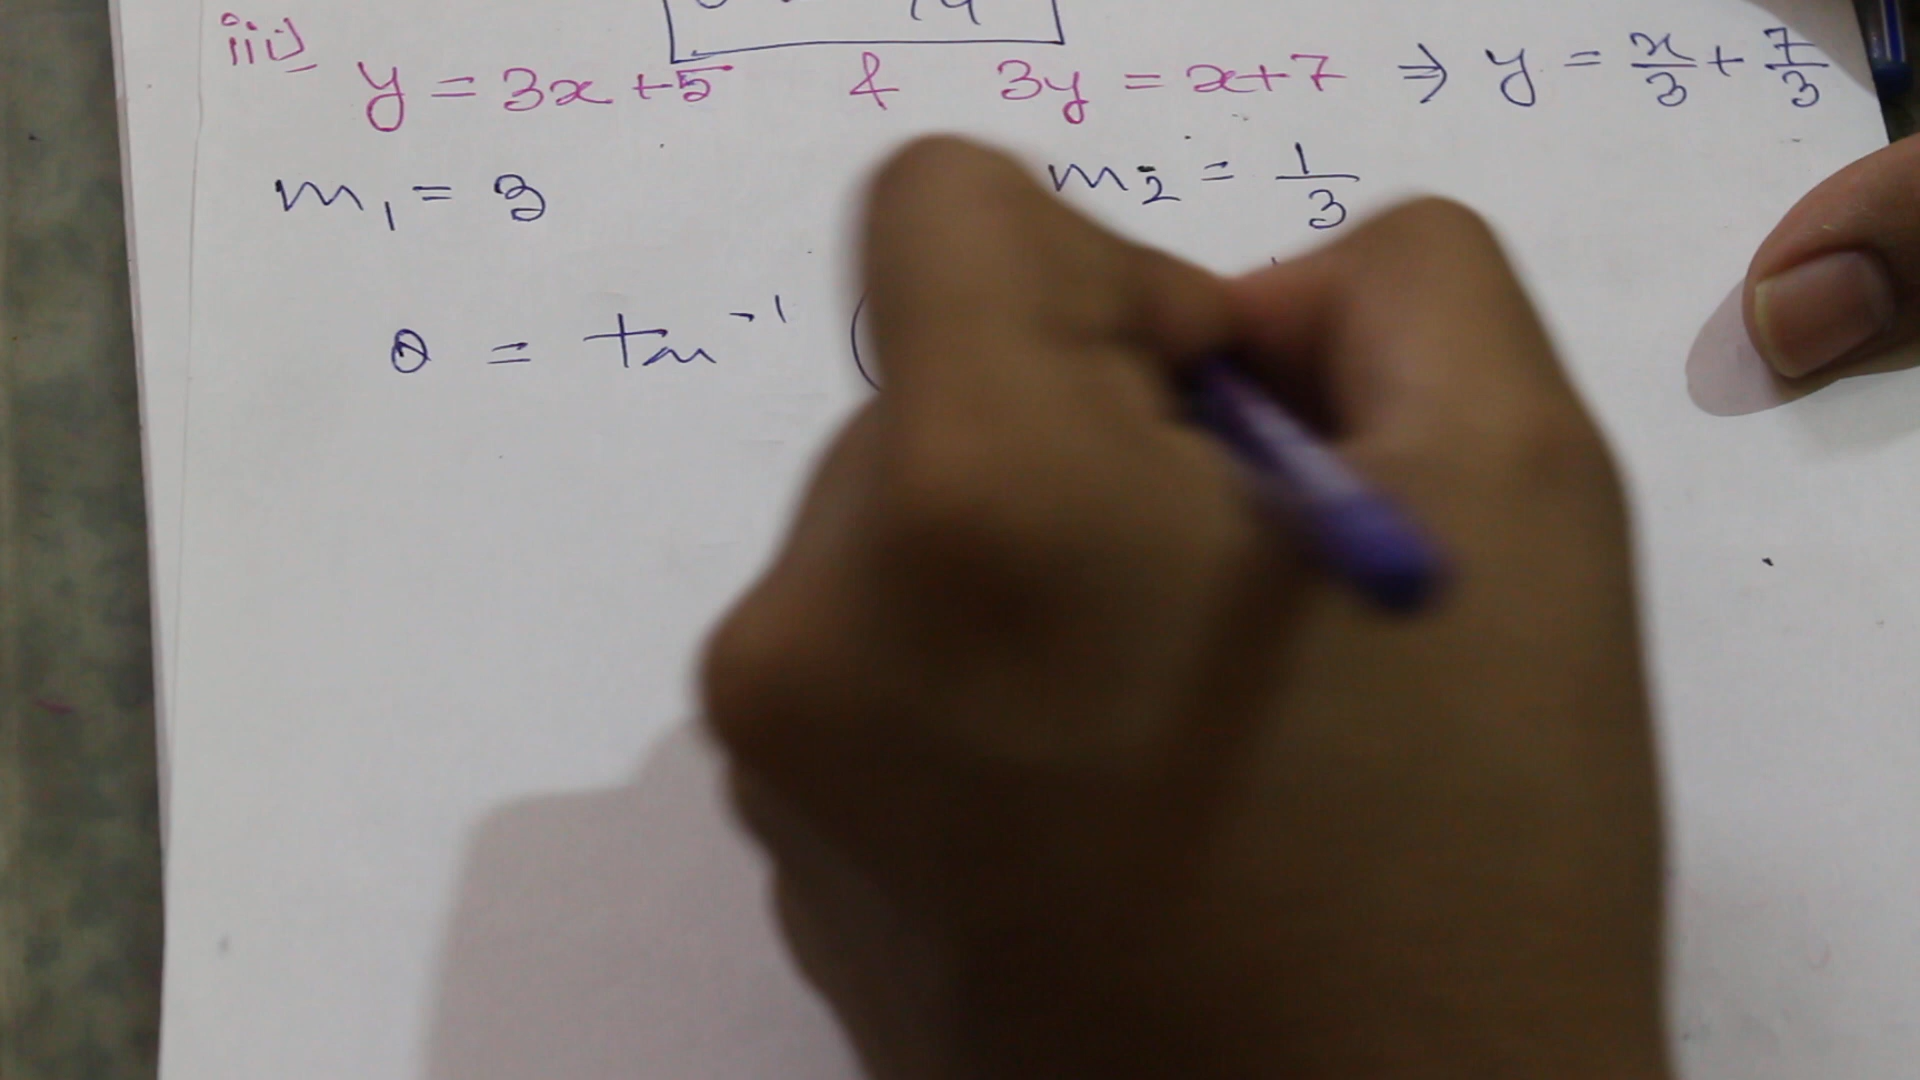 iii) y = 3x+5 & 3y = x+7 ⇒ y = x/3 + 7/3
m₁ = 3 m₂ = 1/3
θ = tan⁻¹ (